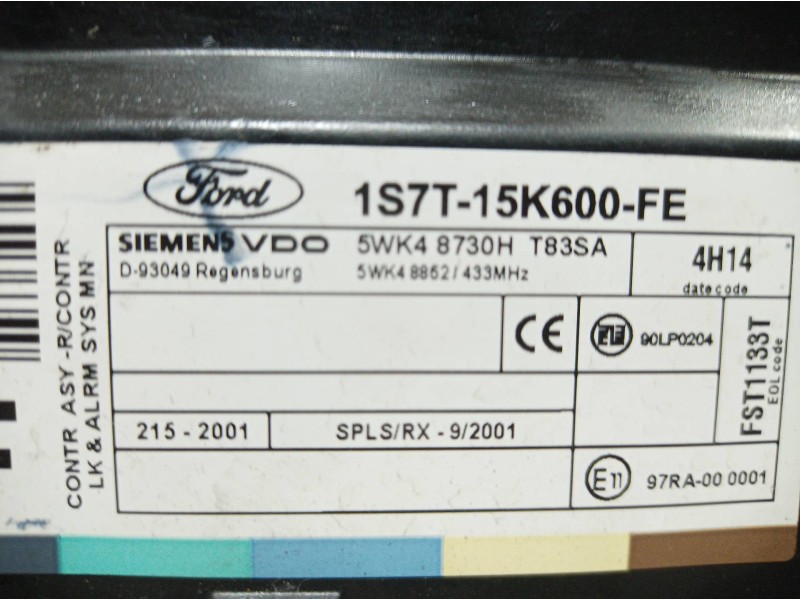 Ford
1S7T-15K600-FE
SIEMENS VDO
D-93049 Regensburg
5WK4 8730H T83SA
5WK4 8862/433MHz
4H14
date code
CE
90LP0204
FST1133T
EOL code
215 - 2001
SPLS/RX - 9/2001
E11
97RA-00 0001
CONTR ASY -R/CONTR
LK & ALRM SYS MN